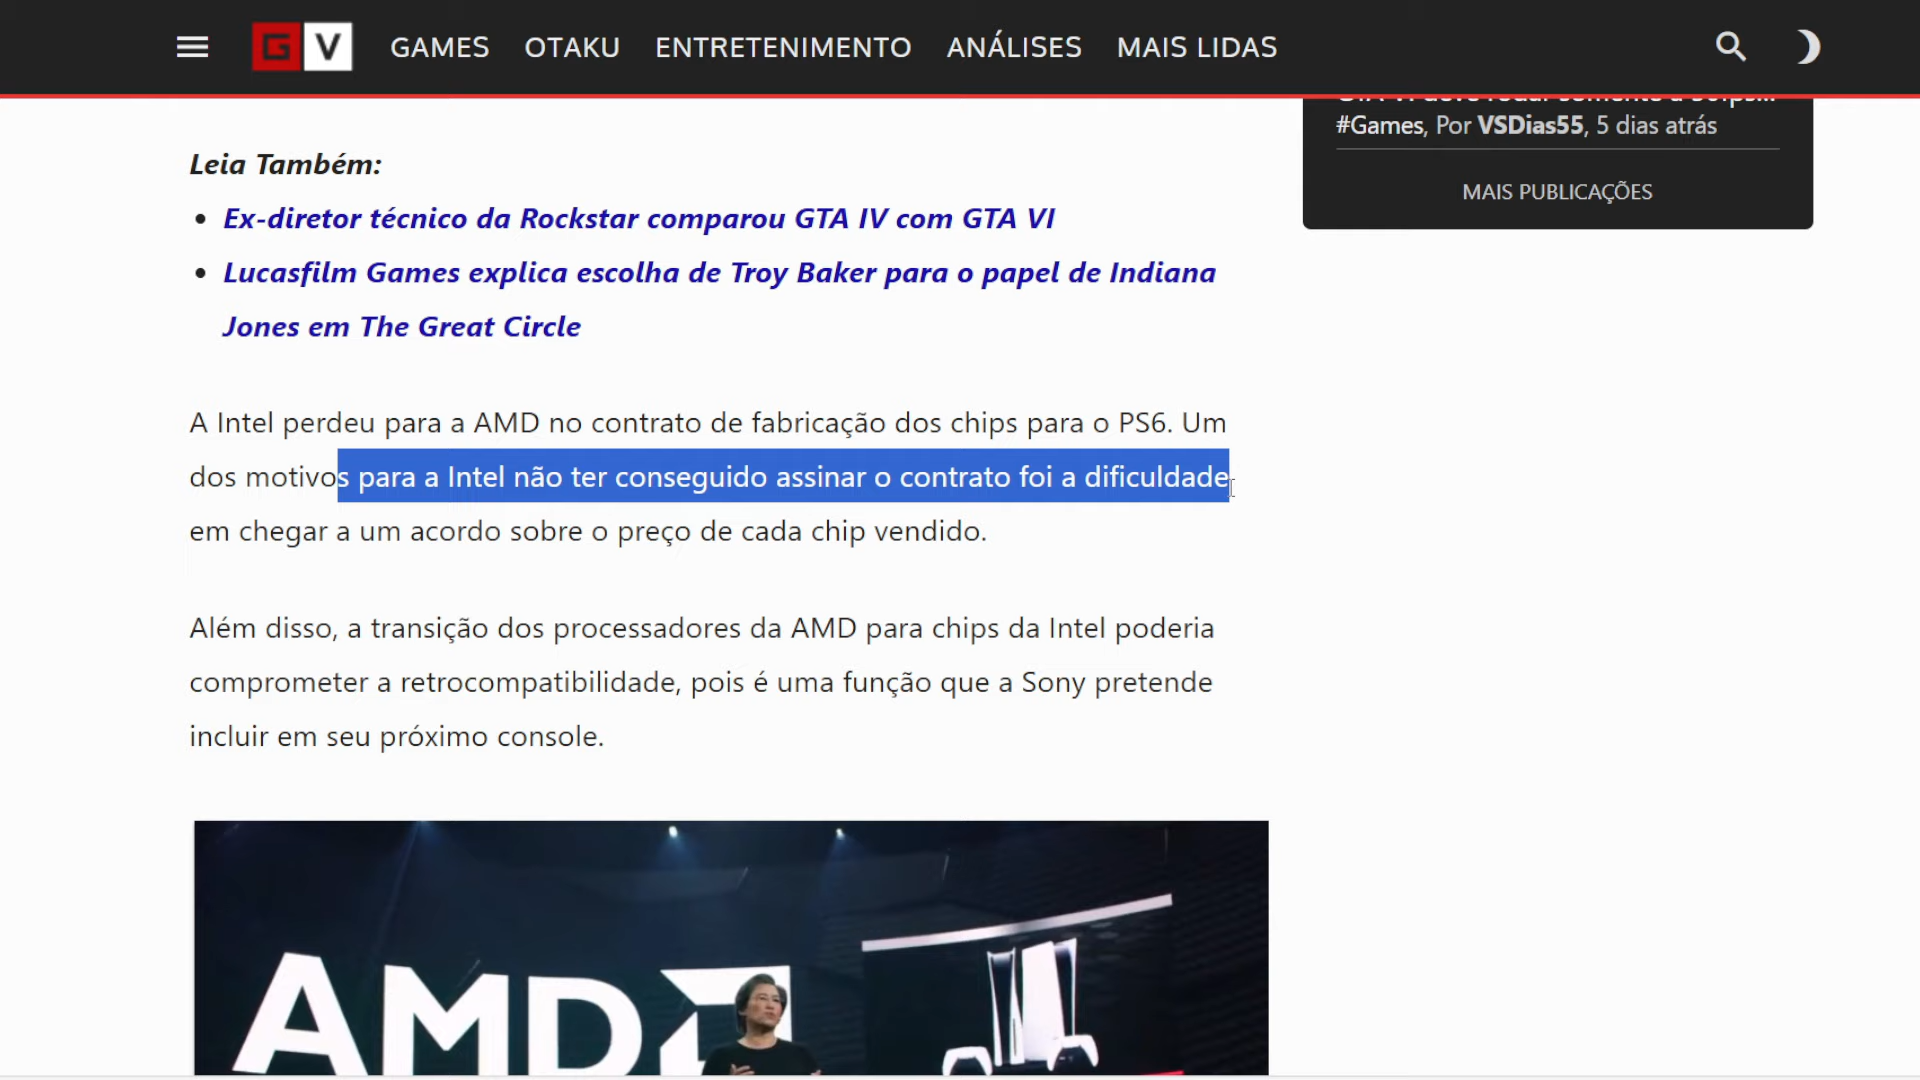 G V GAMES OTAKU ENTRETENIMENTO ANÁLISES MAIS LIDAS
#Games, Por VSDias55, 5 dias atrás
MAIS PUBLICAÇÕES
Leia Também:
Ex-diretor técnico da Rockstar comparou GTA IV com GTA VI
Lucasfilm Games explica escolha de Troy Baker para o papel de Indiana
Jones em The Great Circle
A Intel perdeu para a AMD no contrato de fabricação dos chips para o PS6. Um
dos motivos para a Intel não ter conseguido assinar o contrato foi a dificuldade
em chegar a um acordo sobre o preço de cada chip vendido.
Além disso, a transição dos processadores da AMD para chips da Intel poderia
comprometer a retrocompatibilidade, pois é uma função que a Sony pretende
incluir em seu próximo console.
AMD